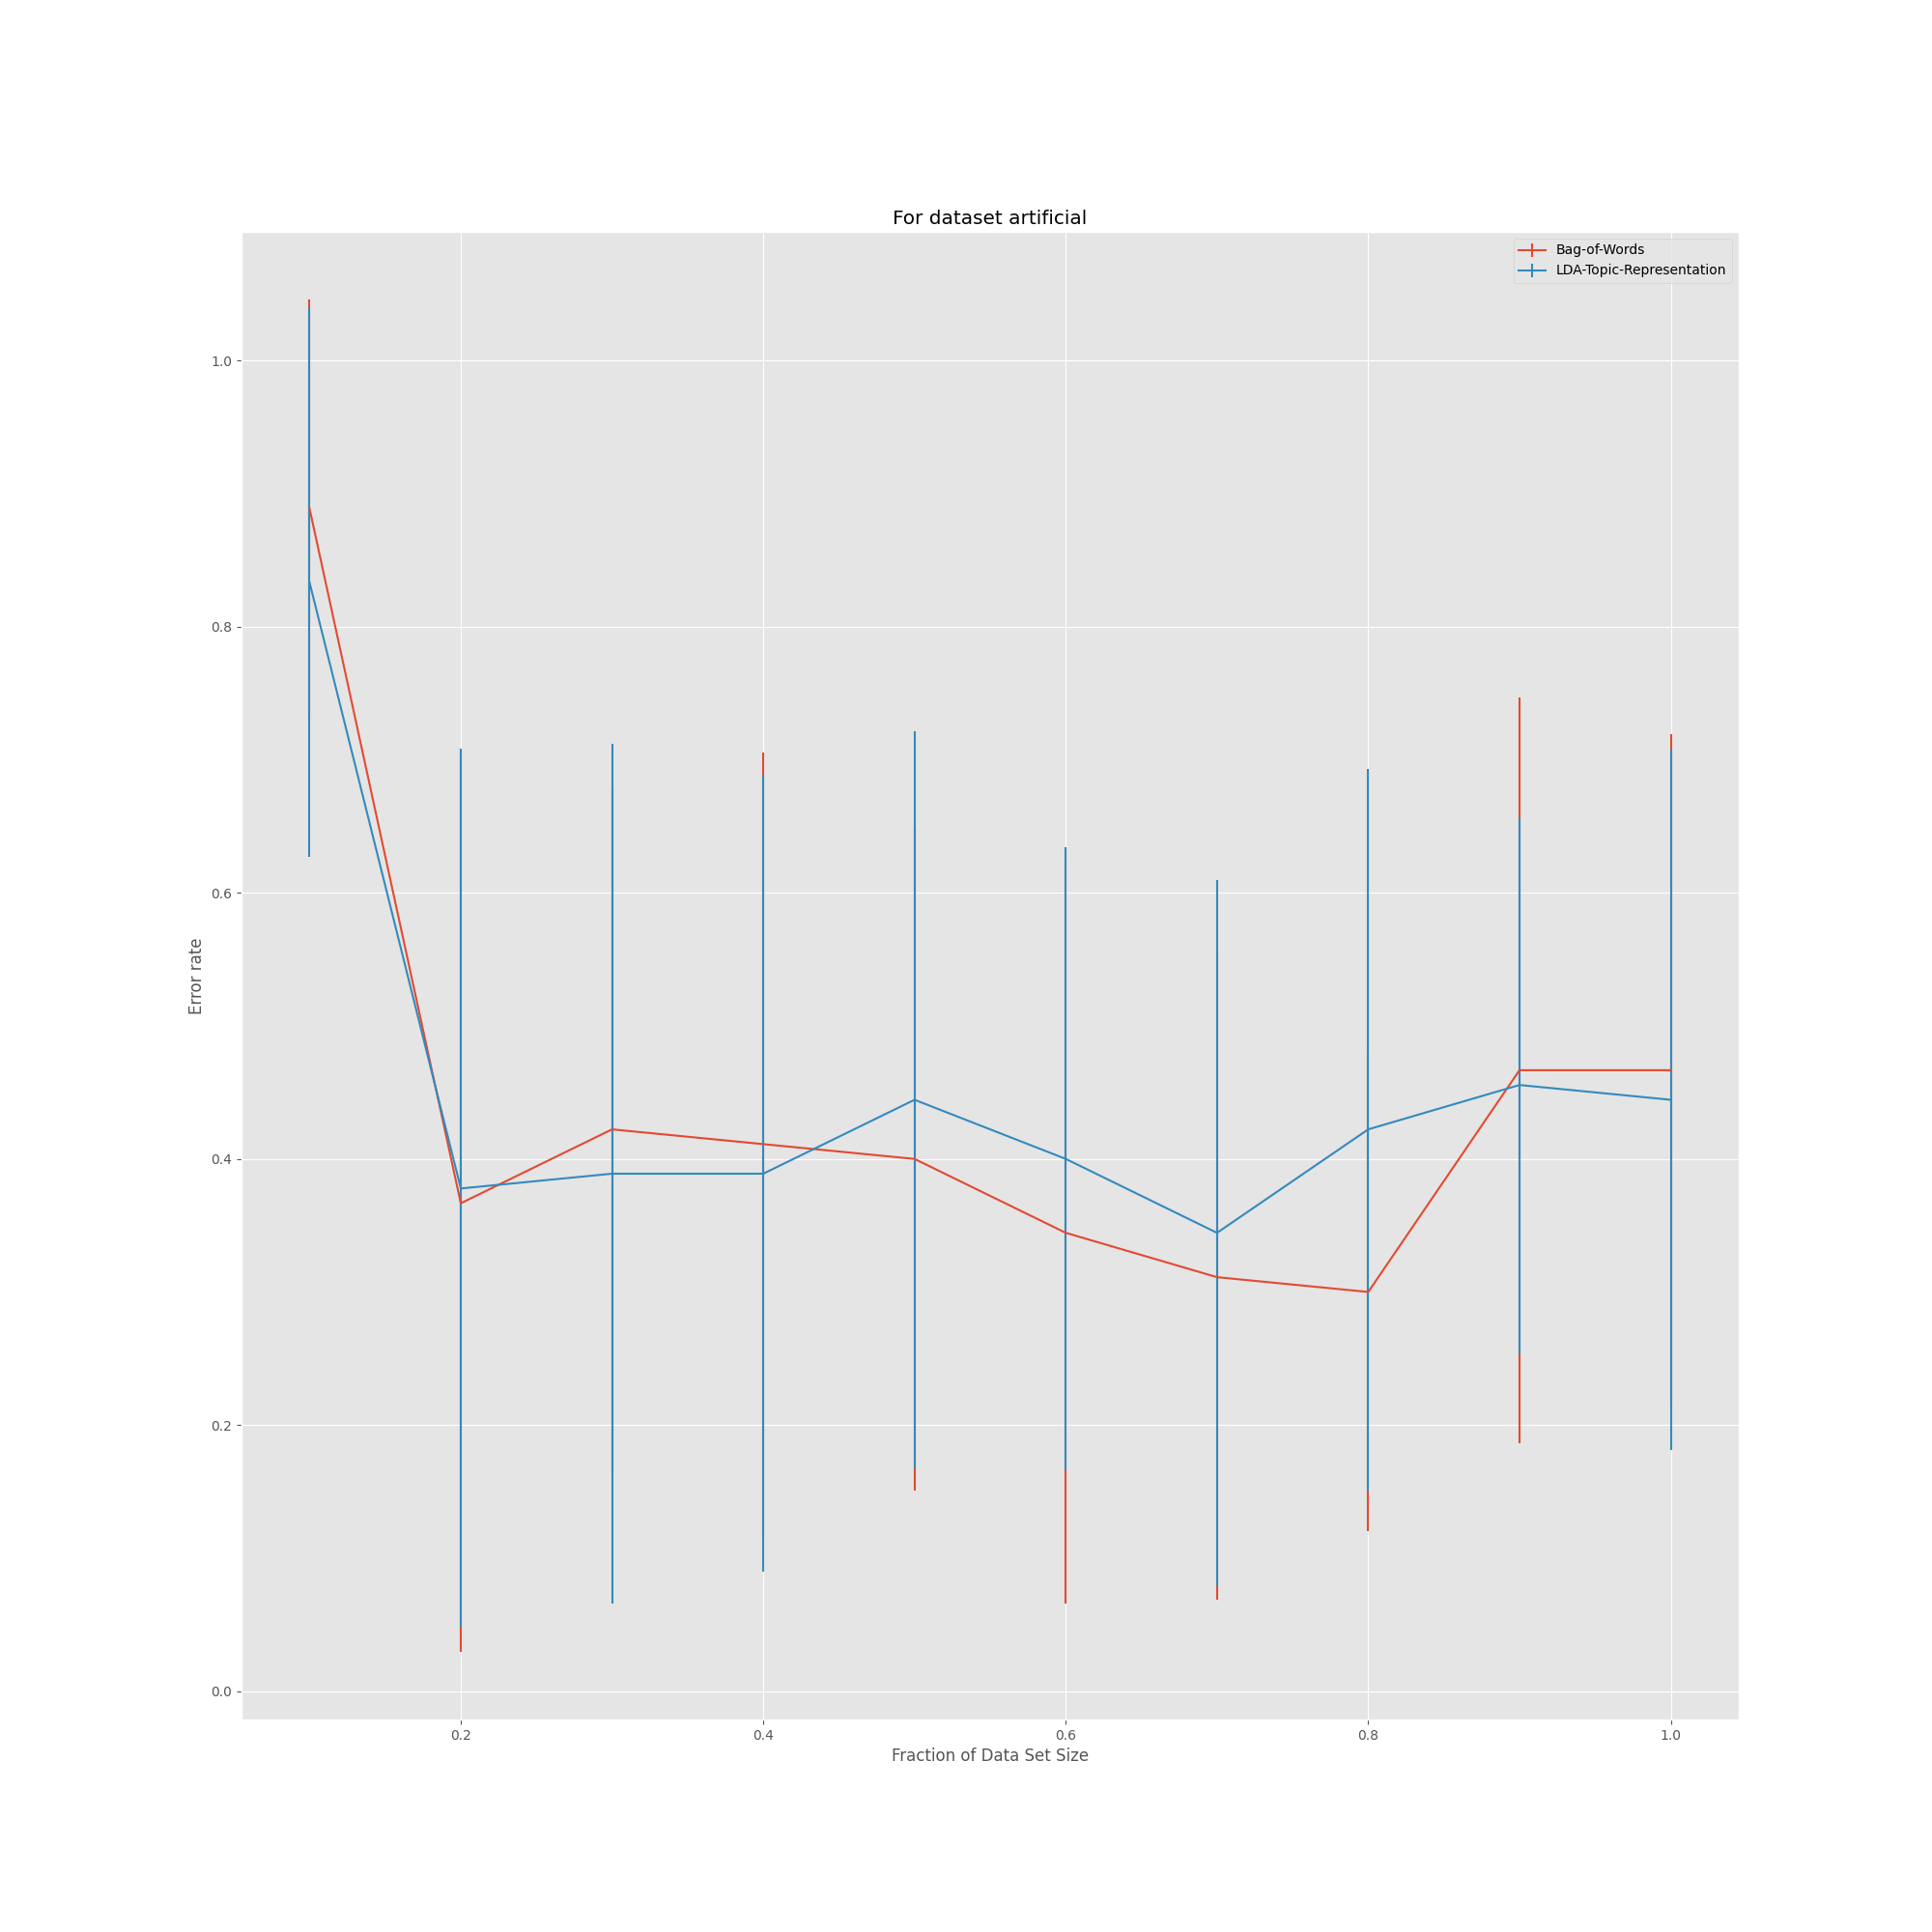 For dataset artificial
Bag-of-Words
LDA-Topic-Representation
1.0
0.8
0.6
0.4
0.2
0.0
Error rate
0.2 0.4 0.6 0.8 1.0
Fraction of Data Set Size